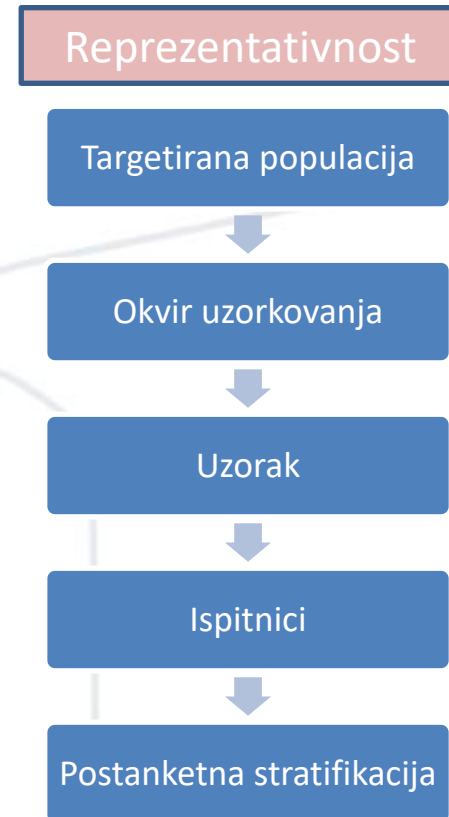 Reprezentativnost
Targetirana populacija
Okvir uzorkovanja
Uzorak
Ispitnici
Postanketna stratifikacija